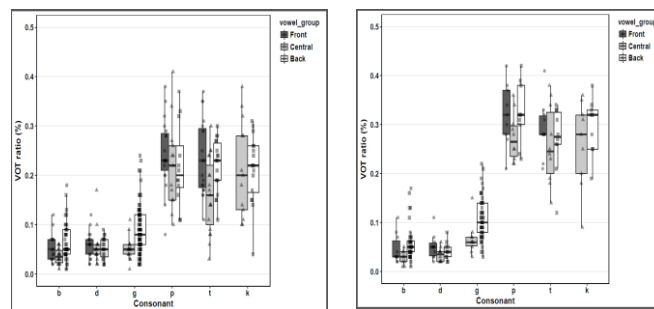 vowel_group
Front
Central
Back
VOT ratio (%)
0.5
0.4
0.3
0.2
0.1
0.0
b d g p t k
Consonant
vowel_group
Front
Central
Back
VOT ratio (%)
0.5
0.4
0.3
0.2
0.1
0.0
b d g p t k
Consonant